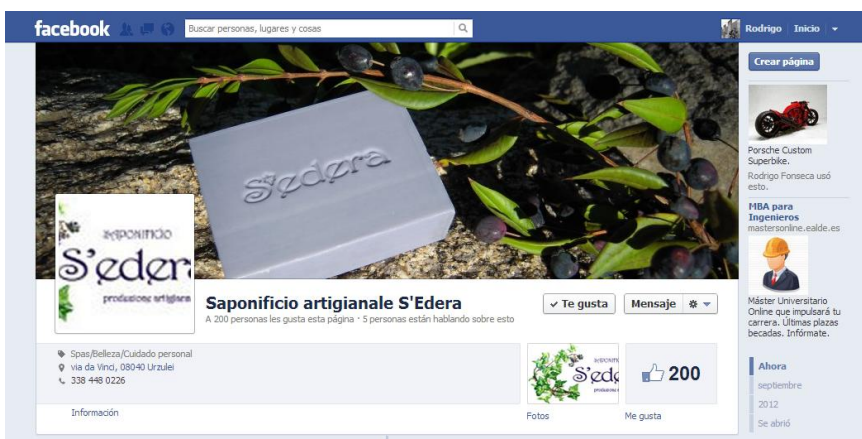 facebook
Buscar personas, lugares y cosas
Rodrigo Inicio
S'edera
SAPONIFICIO
S'eder
produzione artigian
Saponificio artigianale S'Edera
A 200 personas les gusta esta página · 5 personas están hablando sobre esto
✓ Te gusta
Mensaje
Spas/Belleza/Cuidado personal
via da Vinci, 08040 Urzulei
338 448 0226
Información
S'ede
Fotos
200
Me gusta
Crear página
Porsche Custom
Superbike.
Rodrigo Fonseca usó
esto.
MBA para
Ingenieros
mastersonline.ealde.es
Máster Universitario
Online que impulsará tu
carrera. Últimas plazas
becadas. Infórmate.
Ahora
septiembre
2012
Se abrió